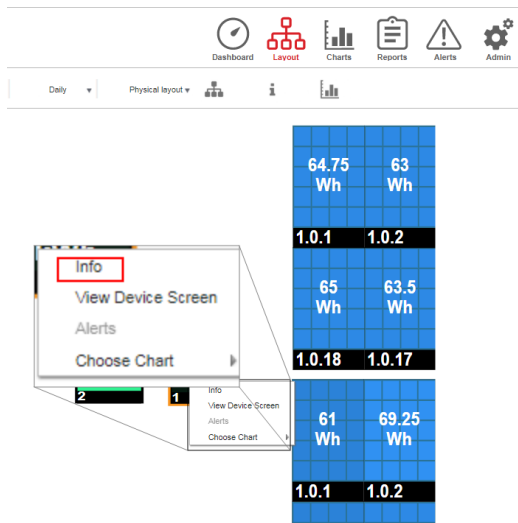 Dashboard Layout Charts Reports Alerts Admin
Daily Physical layout
64.75 63
Wh Wh
1.0.1 1.0.2
Info
View Device Screen
Alerts
Choose Chart
65 63.5
Wh Wh
1.0.18 1.0.17
2 1
Info
View Device Screen
Alerts
Choose Chart
61 69.25
Wh Wh
1.0.1 1.0.2